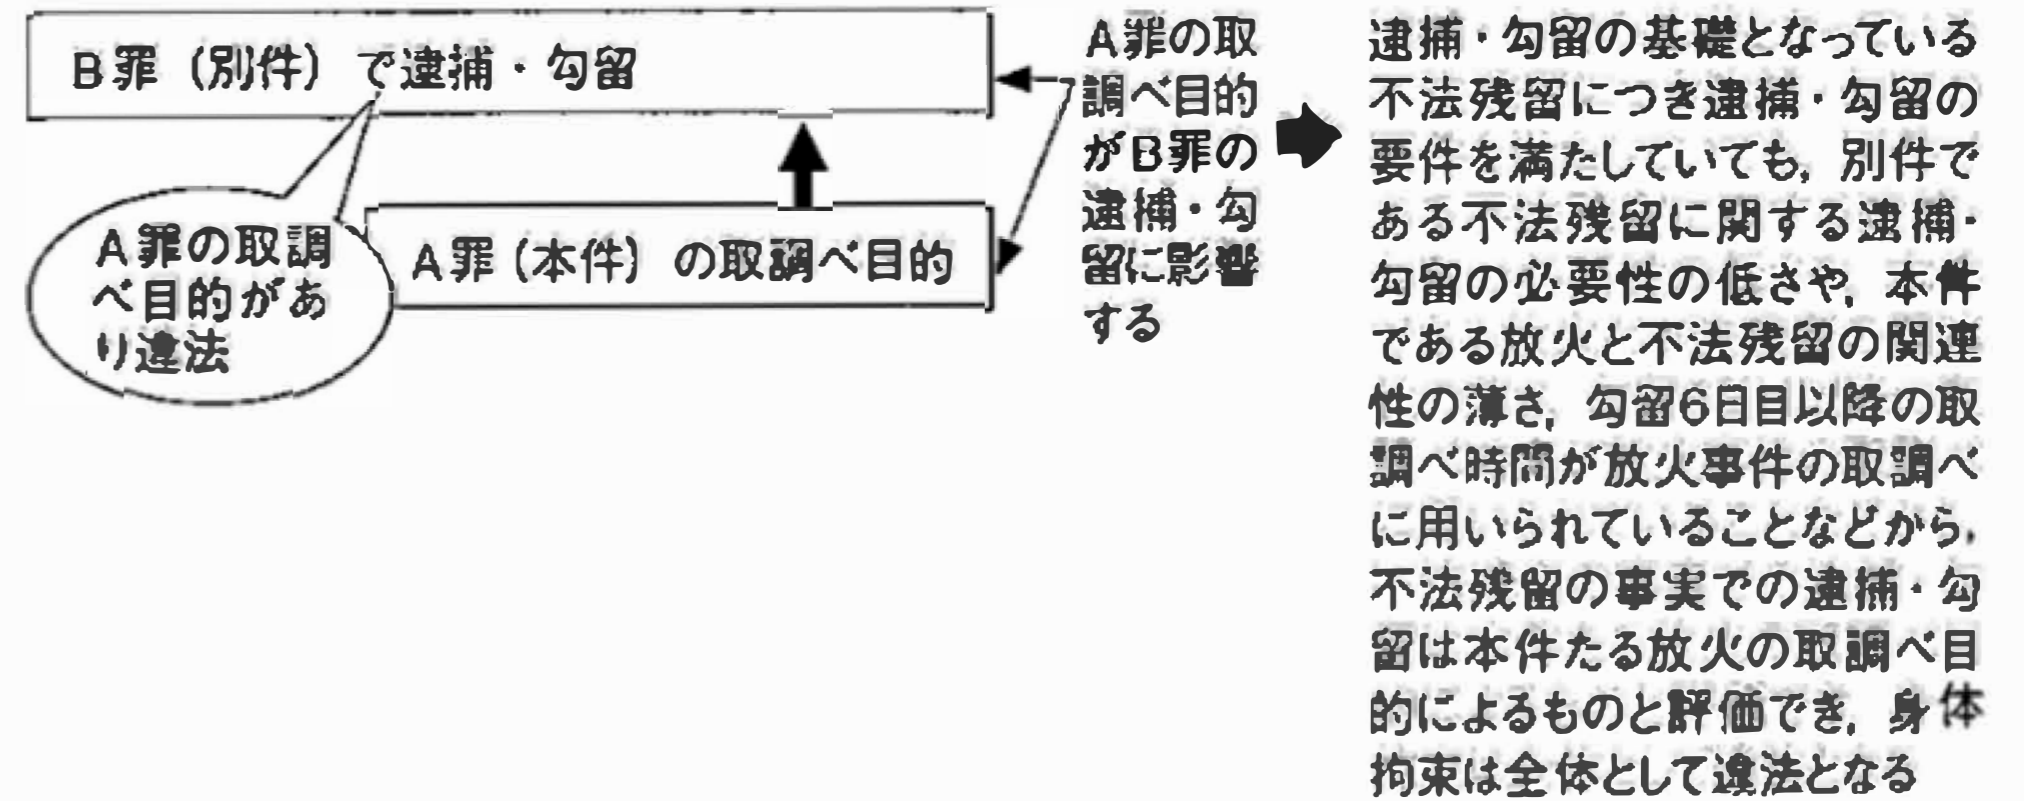 B罪（別件）で逮捕・勾留
A罪の取調
べ目的があ
り違法
A罪（本件）の取調べ目的
A罪の取
調べ目的
がB罪の
逮捕・勾
留に影響
する
逮捕・勾留の基礎となっている
不法残留につき逮捕・勾留の
要件を満たしていても，別件で
ある不法残留に関する逮捕・
勾留の必要性の低さや，本件
である放火と不法残留の関連
性の薄さ，勾留6日目以降の取
調べ時間が放火事件の取調べ
に用いられていることなどから，
不法残留の事実での逮捕・勾
留は本件たる放火の取調べ目
的によるものと評価でき，身体
拘束は全体として違法となる